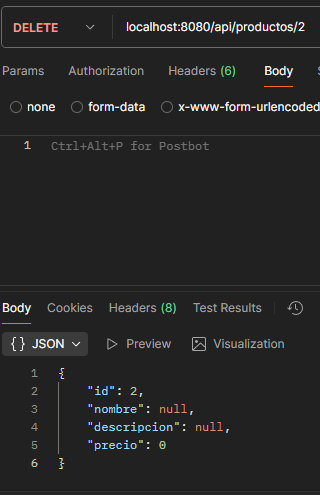 DELETE localhost:8080/api/productos/2
Params Authorization Headers (6) Body
none form-data x-www-form-urlencoded
1 Ctrl+Alt+P for Postbot
Body Cookies Headers (8) Test Results
{} JSON Preview Visualization
1 {
2 "id": 2,
3 "nombre": null,
4 "descripcion": null,
5 "precio": 0
6 }